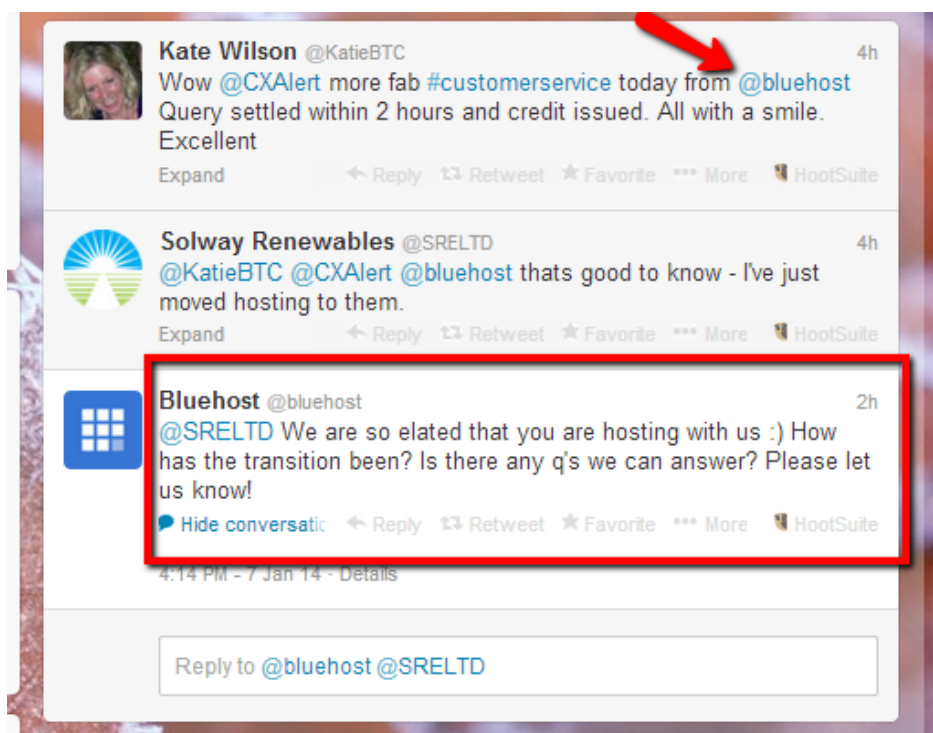 Kate Wilson @KatieBTC 4h
Wow @CXAlert more fab #customerservice today from @bluehost
Query settled within 2 hours and credit issued. All with a smile.
Excellent
Expand Reply Retweet Favorite More HootSuite
Solway Renewables @SRELTD 4h
@KatieBTC @CXAlert @bluehost thats good to know - I've just
moved hosting to them.
Expand Reply Retweet Favorite More HootSuite
Bluehost @bluehost 2h
@SRELTD We are so elated that you are hosting with us :) How
has the transition been? Is there any q's we can answer? Please let
us know!
Hide conversatic Reply Retweet Favorite More HootSuite
4:14 PM - 7 Jan 14 · Details
Reply to @bluehost @SRELTD